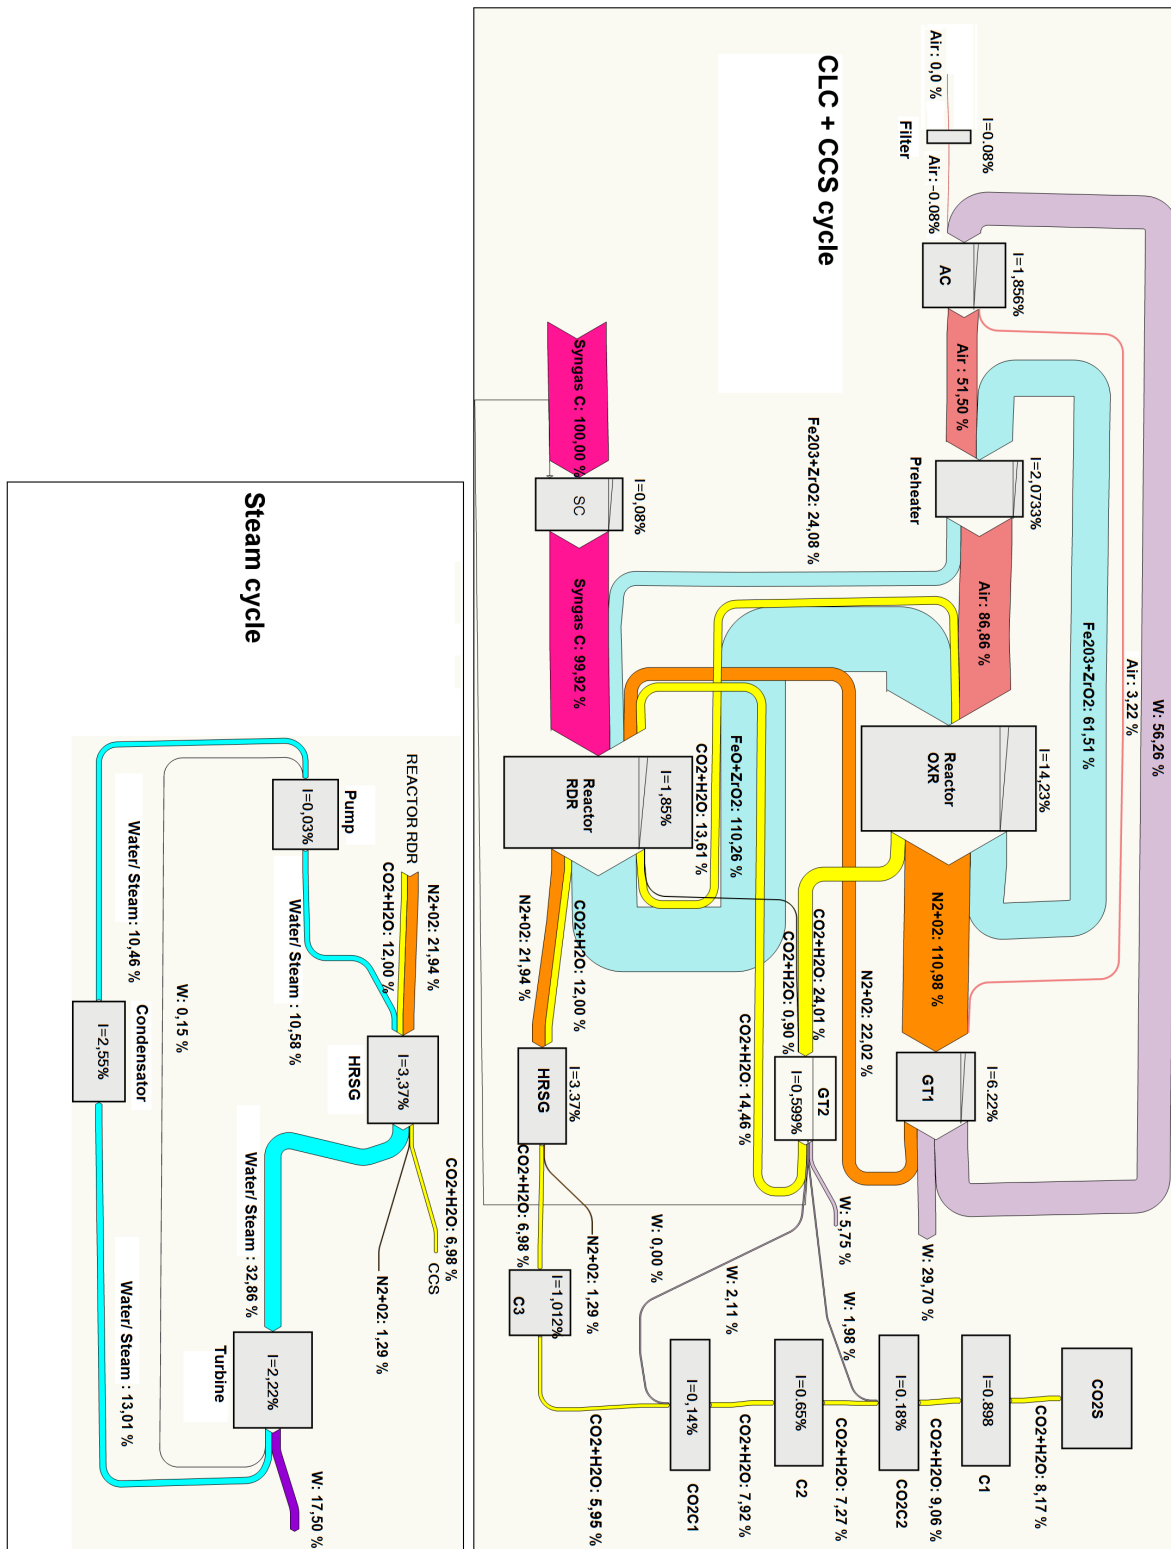 CLC + CCS cycle
Air: 0,0 %
I=0.08%
Filter
Air: -0.08%
I=1,856%
AC
Air : 51,50 %
I=2,0733%
Preheater
Air: 86,86 %
Fe203+ZrO2: 61,51 %
Air: 3,22 %
W: 56,26 %
Fe203+ZrO2: 24,08 %
Syngas C: 100,00 %
I=0,08%
SC
Syngas C: 99,92 %
I=14,23%
Reactor
OXR
I=1,85%
Reactor
RDR
CO2+H2O: 13,61 %
FeO+ZrO2: 110,26 %
N2+02: 110,98 %
CO2+H2O: 24,01 %
CO2+H2O: 0,90 %
N2+02: 22,02 %
CO2+H2O: 14,46 %
N2+02: 21,94 %
CO2+H2O: 12,00 %
I=6.22%
GT1
GT2
I=0,599%
I=3.37%
HRSG
W: 29,70 %
W: 5,75 %
W: 1,98 %
W: 2,11 %
W: 0,00 %
CO2+H2O: 6,98 %
N2+02: 1,29 %
I=1,012%
C3
CO2+H2O: 5,95 %
I=0,14%
CO2C1
CO2+H2O: 7,92 %
I=0.65%
C2
CO2+H2O: 7,27 %
I=0.18%
CO2C2
CO2+H2O: 9,06 %
I=0.898
C1
CO2+H2O: 8,17 %
CO2S
Steam cycle
Pump
I=0,03%
REACTOR RDR
N2+02: 21,94 %
CO2+H2O: 12,00 %
Water/ Steam : 10,58 %
Water/ Steam: 10,46 %
W: 0,15 %
I=3,37%
HRSG
I=2,55%
Condensator
CO2+H2O: 6,98 %
CCS
N2+02: 1,29 %
Water/ Steam : 32,86 %
Water/ Steam : 13,01 %
I=2,22%
Turbine
W: 17,50 %